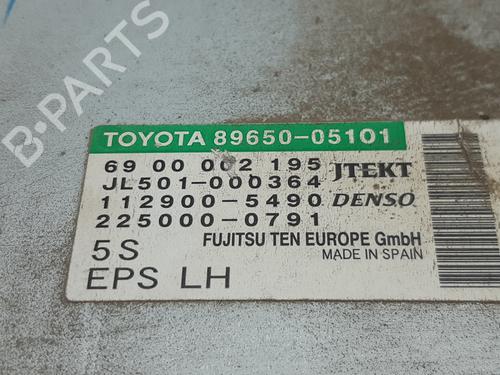 B-PARTS
TOYOTA 89650-05101
69 00 002 195
JTEKT
JL501-000364
112900-5490 DENSO
225000-0791
5S FUJITSU TEN EUROPE GmbH
MADE IN SPAIN
EPS LH